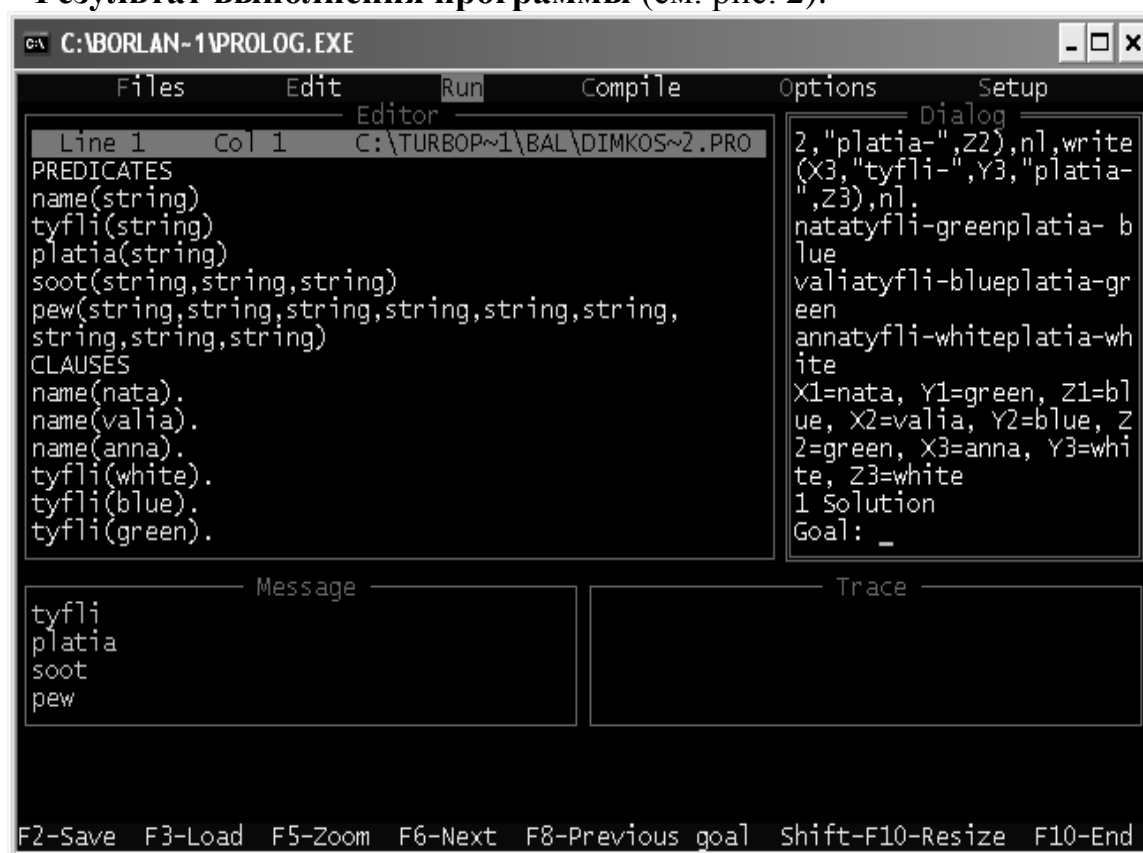 Результат выполнения программы (см. рис. 2).
C:\BORLAN~1\PROLOG.EXE
Files Edit Run Compile Options Setup
Editor
Line 1 Col 1 C:\TURBOP~1\BAL\DIMKOS~2.PRO
PREDICATES
name(string)
tyfli(string)
platia(string)
soot(string,string,string)
pew(string,string,string,string,string,string,
string,string,string)
CLAUSES
name(nata).
name(valia).
name(anna).
tyfli(white).
tyfli(blue).
tyfli(green).
Dialog
2,"platia-",Z2),nl,write
(X3,"tyfli-",Y3,"platia-
",Z3),nl.
natatyfli-greenplatia- b
lue
valiatyfli-blueplatia-gr
een
annatyfli-whiteplatia-wh
ite
X1=nata, Y1=green, Z1=bl
ue, X2=valia, Y2=blue, Z
2=green, X3=anna, Y3=whi
te, Z3=white
1 Solution
Goal: _
Message
tyfli
platia
soot
pew
Trace
F2-Save F3-Load F5-Zoom F6-Next F8-Previous goal Shift-F10-Resize F10-End